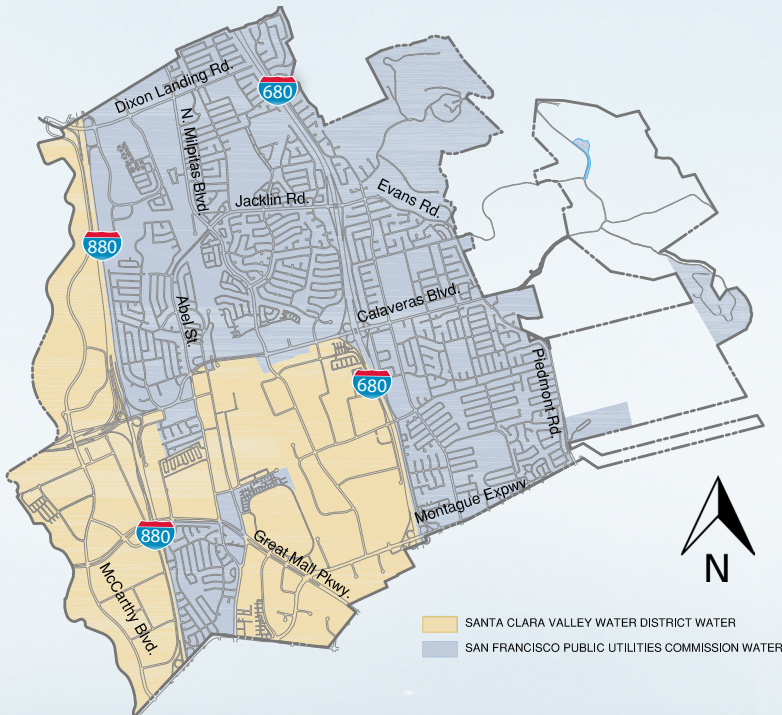 Dixon Landing Rd.
680
N. Milpitas Blvd.
Jacklin Rd.
Evans Rd.
880
Abel St.
Calaveras Blvd.
680
Piedmont Rd.
Montague Expwy
880
Great Mall Pkwy.
McCarthy Blvd.
N
SANTA CLARA VALLEY WATER DISTRICT WATER
SAN FRANCISCO PUBLIC UTILITIES COMMISSION WATER